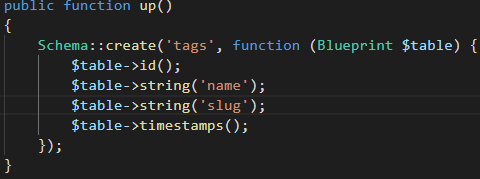 public function up()
{
    Schema::create('tags', function (Blueprint $table) {
        $table->id();
        $table->string('name');
        $table->string('slug');
        $table->timestamps();
    });
}